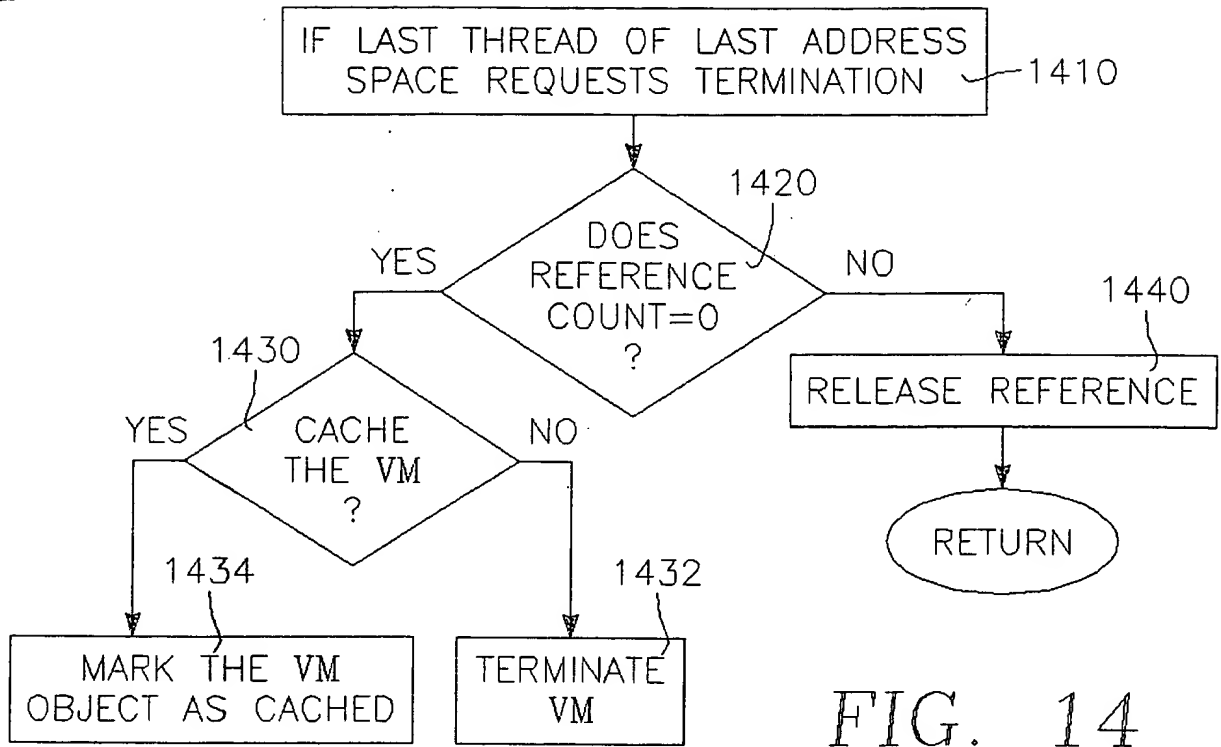 IF LAST THREAD OF LAST ADDRESS
SPACE REQUESTS TERMINATION
1410
1420
DOES
REFERENCE
COUNT=0
?
YES
NO
1440
RELEASE REFERENCE
RETURN
1430
CACHE
THE VM
?
YES
NO
1434
MARK THE VM
OBJECT AS CACHED
1432
TERMINATE
VM
FIG. 14